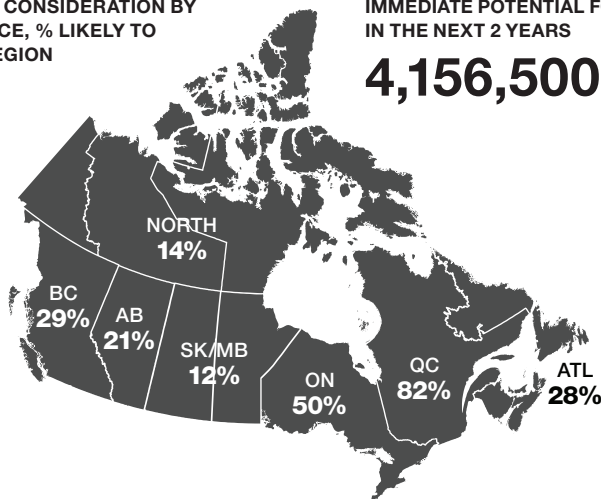 CONSIDERATION BY
CE, % LIKELY TO
EGION
IMMEDIATE POTENTIAL F
IN THE NEXT 2 YEARS
4,156,500
NORTH
14%
BC
29%
AB
21%
SK/MB
12%
ON
50%
QC
82%
ATL
28%